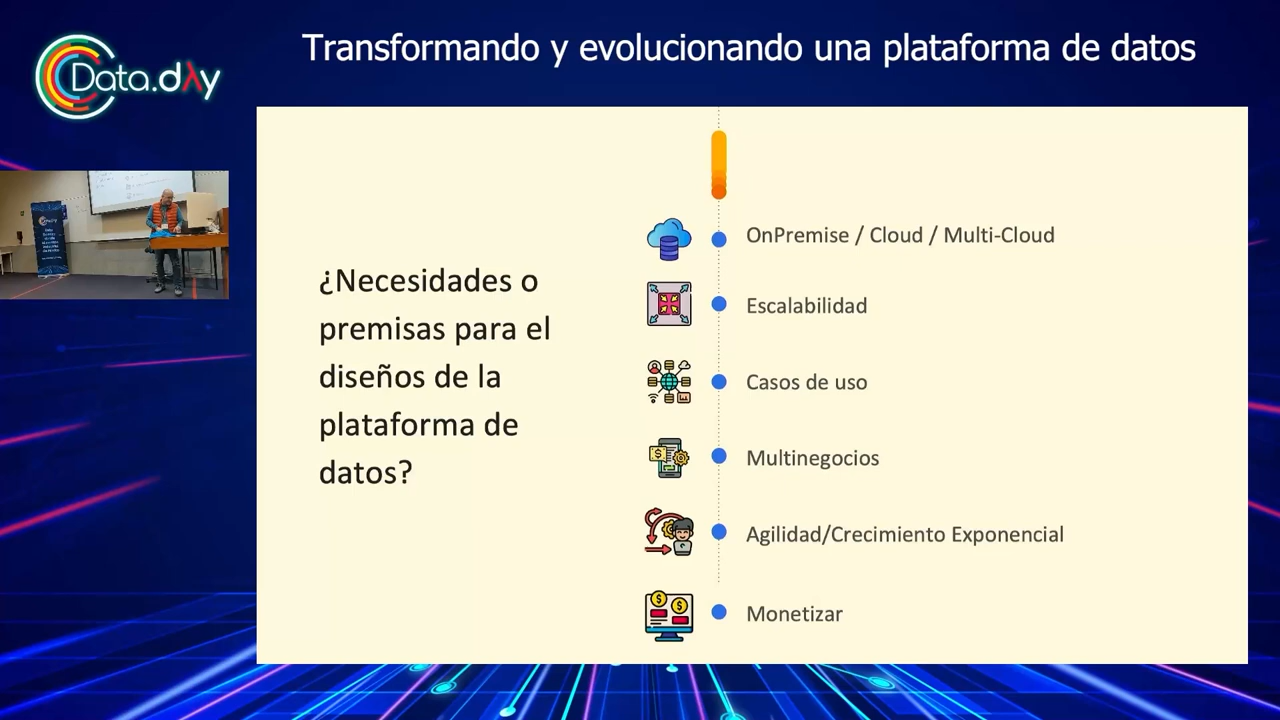 Data.dλy
Transformando y evolucionando una plataforma de datos
¿Necesidades o
premisas para el
diseños de la
plataforma de
datos?
OnPremise / Cloud / Multi-Cloud
Escalabilidad
Casos de uso
Multinegocios
Agilidad/Crecimiento Exponencial
Monetizar